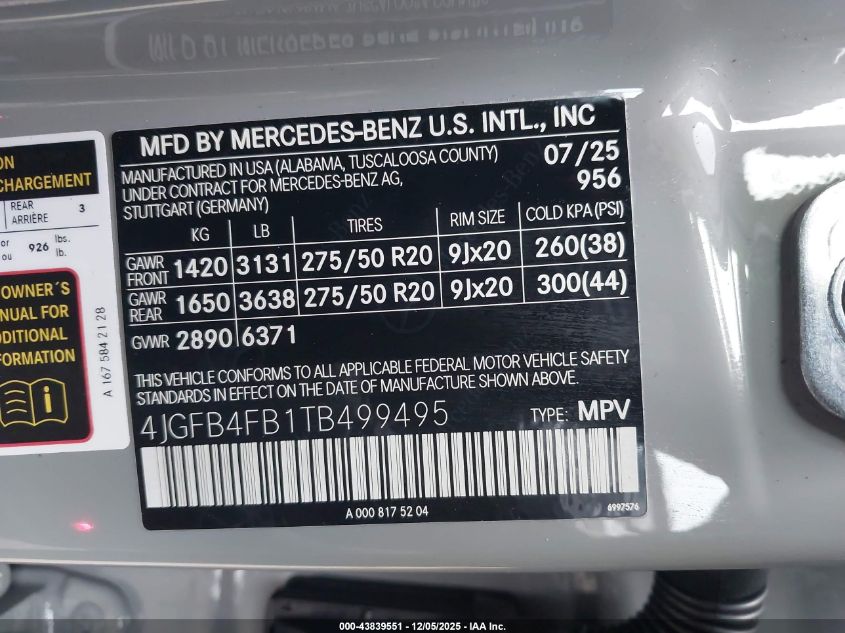 MFD BY MERCEDES-BENZ U.S. INTL., INC
MANUFACTURED IN USA (ALABAMA, TUSCALOOSA COUNTY) 07/25
UNDER CONTRACT FOR MERCEDES-BENZ AG, 956
STUTTGART (GERMANY)
KG LB TIRES RIM SIZE COLD KPA(PSI)
GAWR FRONT 1420 3131 275/50 R20 9Jx20 260(38)
GAWR REAR 1650 3638 275/50 R20 9Jx20 300(44)
GVWR 2890 6371
THIS VEHICLE CONFORMS TO ALL APPLICABLE FEDERAL MOTOR VEHICLE SAFETY
STANDARDS IN EFFECT ON THE DATE OF MANUFACTURE SHOWN ABOVE.
4JGFB4FB1TB499495 TYPE: MPV
A 000 817 52 04
6997576
CHARGEMENT
REAR
ARRIÈRE 3
or 926 lbs.
lb.
OWNER´S
FOR
A 167 584 21 28
000-43839551 - 12/05/2025 - IAA Inc.